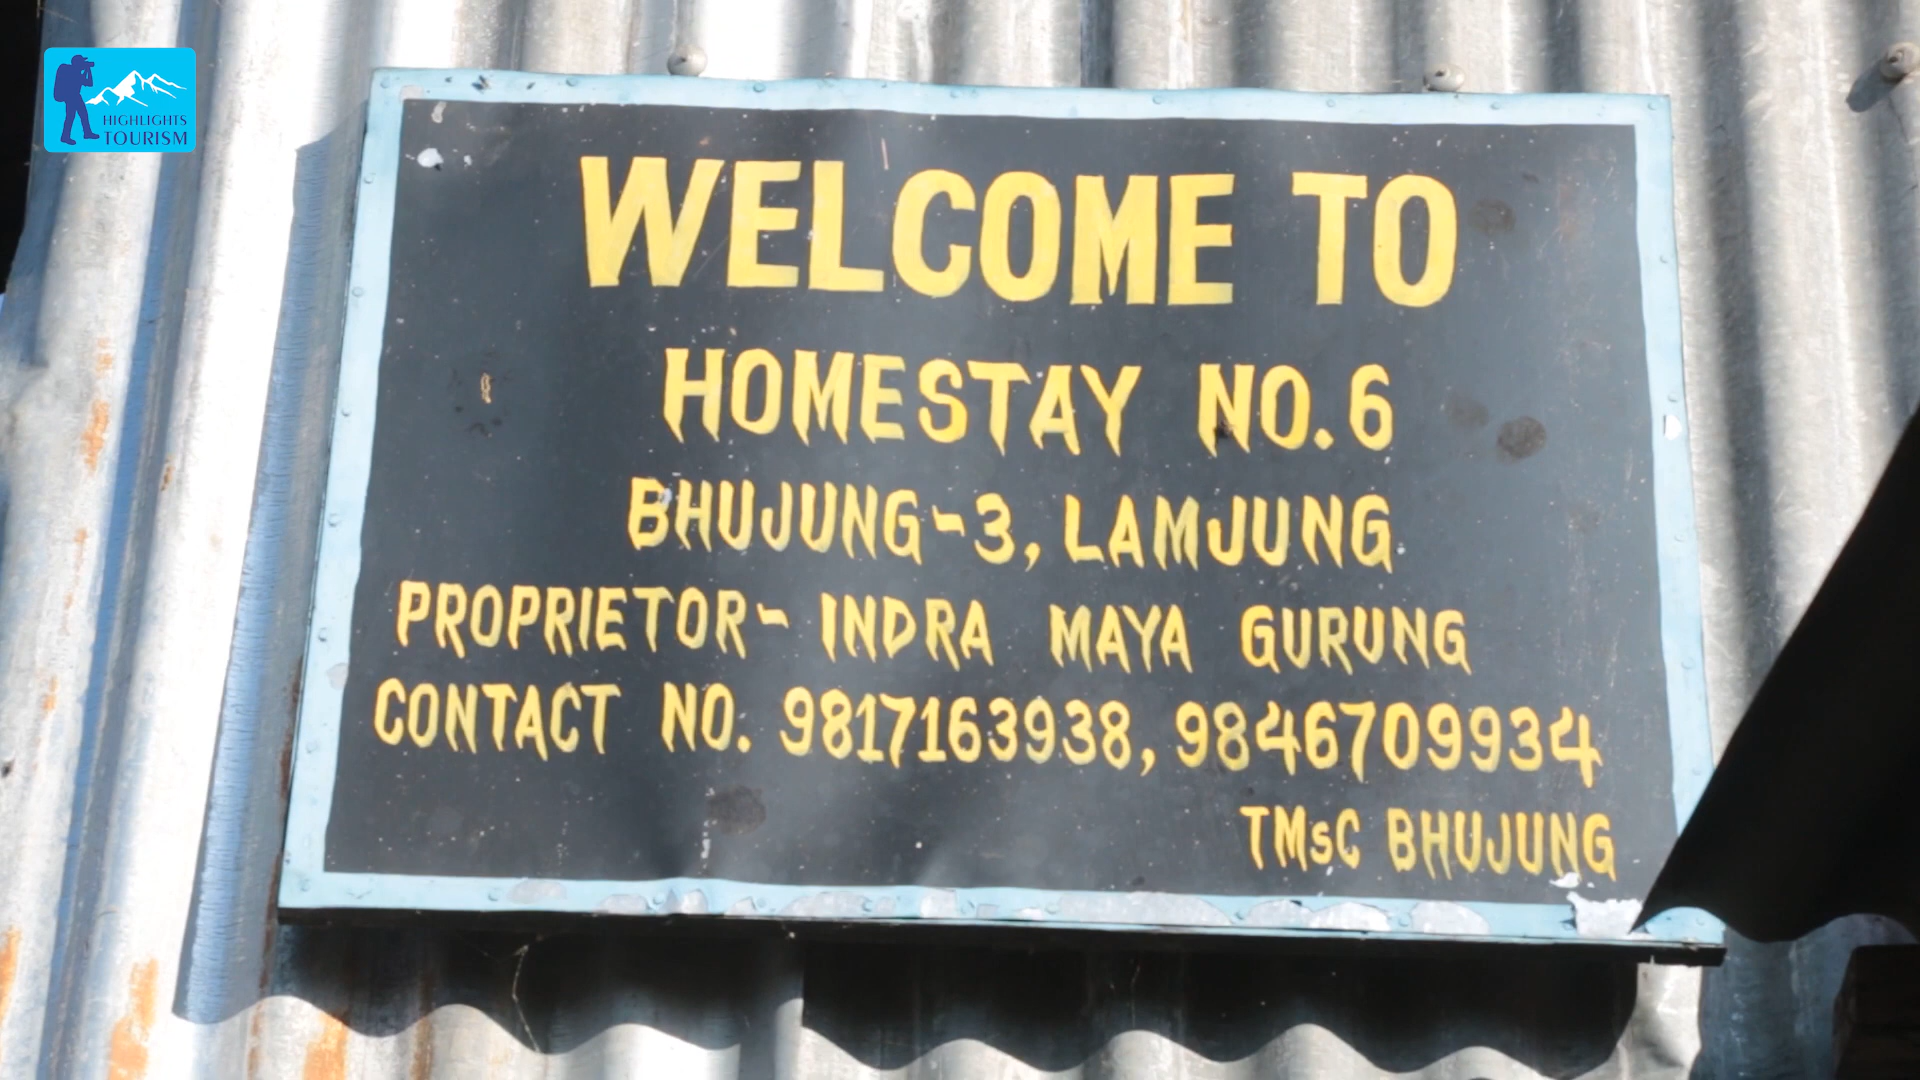 HIGHLIGHTS
TOURISM
WELCOME TO
HOMESTAY NO.6
BHUJUNG-3, LAMJUNG
PROPRIETOR- INDRA MAYA GURUNG
CONTACT NO. 9817163938, 9846709934
TMsC BHUJUNG